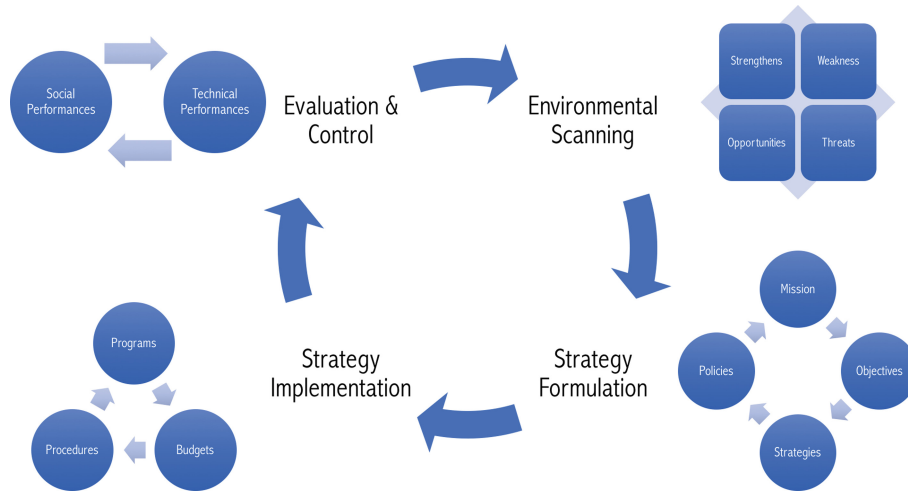 Social
Performances
Technical
Performances
Evaluation &
Control
Environmental
Scanning
Strengthens
Weakness
Opportunities
Threats
Programs
Procedures
Budgets
Strategy
Implementation
Strategy
Formulation
Mission
Policies
Objectives
Strategies